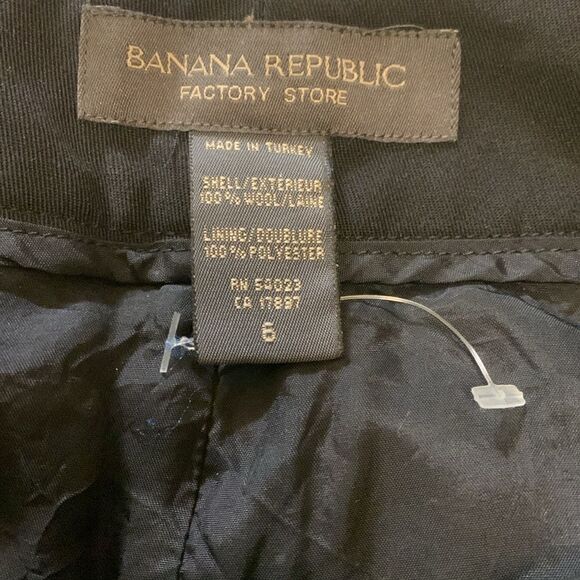 BANANA REPUBLIC
FACTORY STORE
MADE IN TURKEY
SHELL/EXTÉRIEUR
100% WOOL/LAINE
LINING/DOUBLURE
100% POLYESTER
RN 54023
CA 17897
6